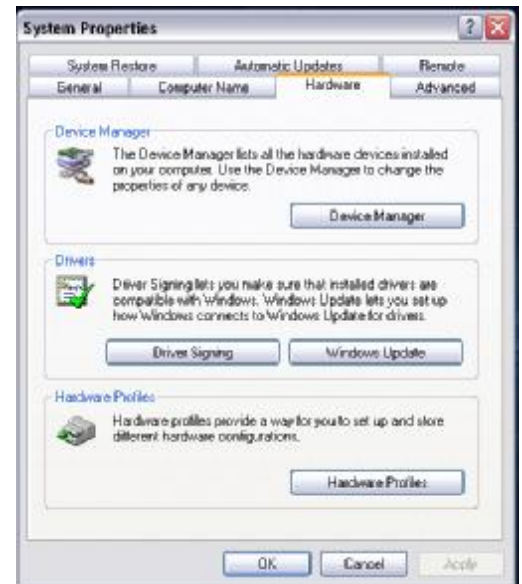 System Properties
System Restore Automatic Updates Remote
General Computer Name Hardware Advanced
Device Manager
The Device Manager lists all the hardware devices installed
on your computer. Use the Device Manager to change the
properties of any device.
Device Manager
Drivers
Driver Signing lets you make sure that installed drivers are
compatible with Windows. Windows Update lets you set up
how Windows connects to Windows Update for drivers.
Driver Signing Windows Update
Hardware Profiles
Hardware profiles provide a way for you to set up and store
different hardware configurations.
Hardware Profiles
OK Cancel Apply